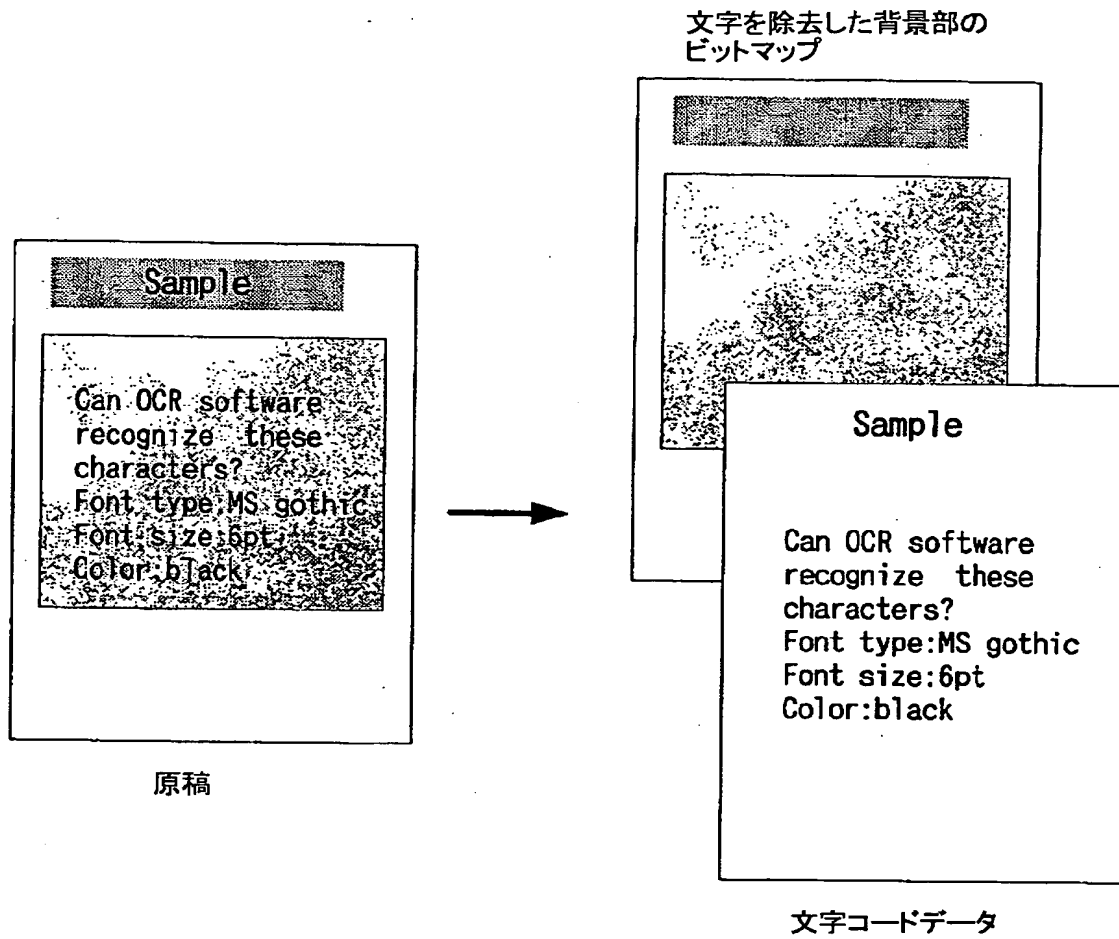 文字を除去した背景部の
ビットマップ
Sample
Can OCR software
recognize these
characters?
Font type:MS gothic
Font size:6pt
Color:black
原稿
Sample
Can OCR software
recognize these
characters?
Font type:MS gothic
Font size:6pt
Color:black
文字コードデータ